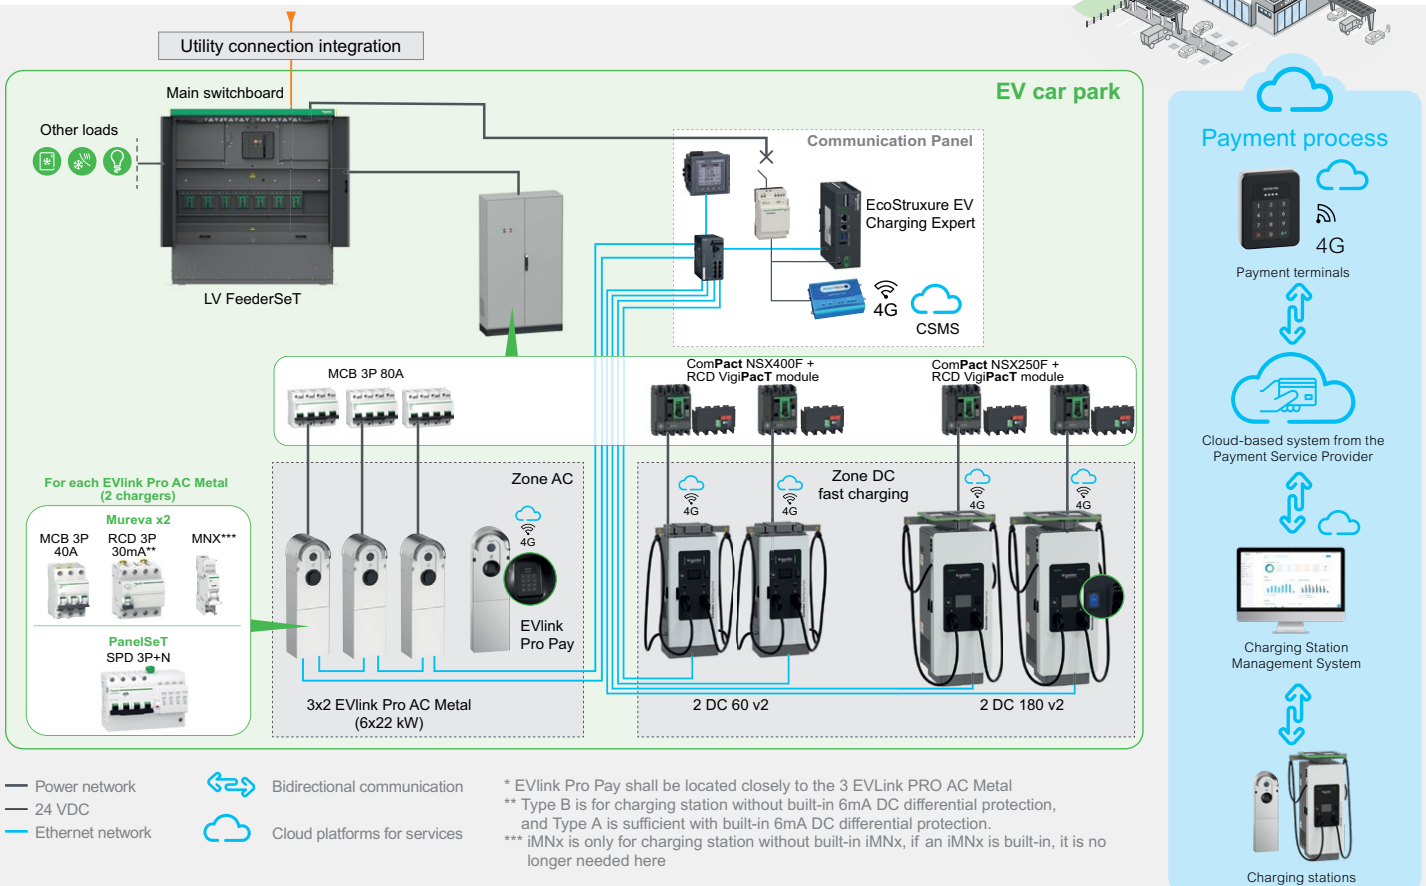 Utility connection integration
EV car park
Main switchboard
Other loads
LV FeederSeT
Communication Panel
EcoStruxure EV
Charging Expert
4G
CSMS
MCB 3P 80A
ComPact NSX400F +
RCD VigiPacT module
ComPact NSX250F +
RCD VigiPacT module
For each EVlink Pro AC Metal
(2 chargers)
Mureva x2
MCB 3P
40A
RCD 3P
30mA**
MNX***
PanelSeT
SPD 3P+N
Zone AC
4G
EVlink
Pro Pay
3x2 EVlink Pro AC Metal
(6x22 kW)
Zone DC
fast charging
4G
4G
4G
4G
2 DC 60 v2
2 DC 180 v2
Power network
24 VDC
Ethernet network
Bidirectional communication
Cloud platforms for services
* EVlink Pro Pay shall be located closely to the 3 EVLink PRO AC Metal
** Type B is for charging station without built-in 6mA DC differential protection,
and Type A is sufficient with built-in 6mA DC differential protection.
*** iMNx is only for charging station without built-in iMNx, if an iMNx is built-in, it is no
longer needed here
Payment process
4G
Payment terminals
Cloud-based system from the
Payment Service Provider
Charging Station
Management System
Charging stations